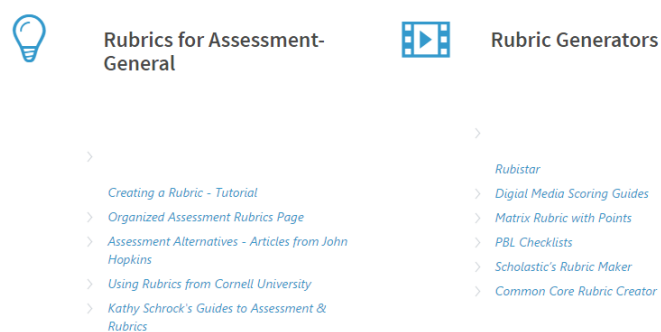 Rubrics for Assessment-
General
Creating a Rubric - Tutorial
Organized Assessment Rubrics Page
Assessment Alternatives - Articles from John
Hopkins
Using Rubrics from Cornell University
Kathy Schrock's Guides to Assessment &
Rubrics
Rubric Generators
Rubistar
Digial Media Scoring Guides
Matrix Rubric with Points
PBL Checklists
Scholastic's Rubric Maker
Common Core Rubric Creator